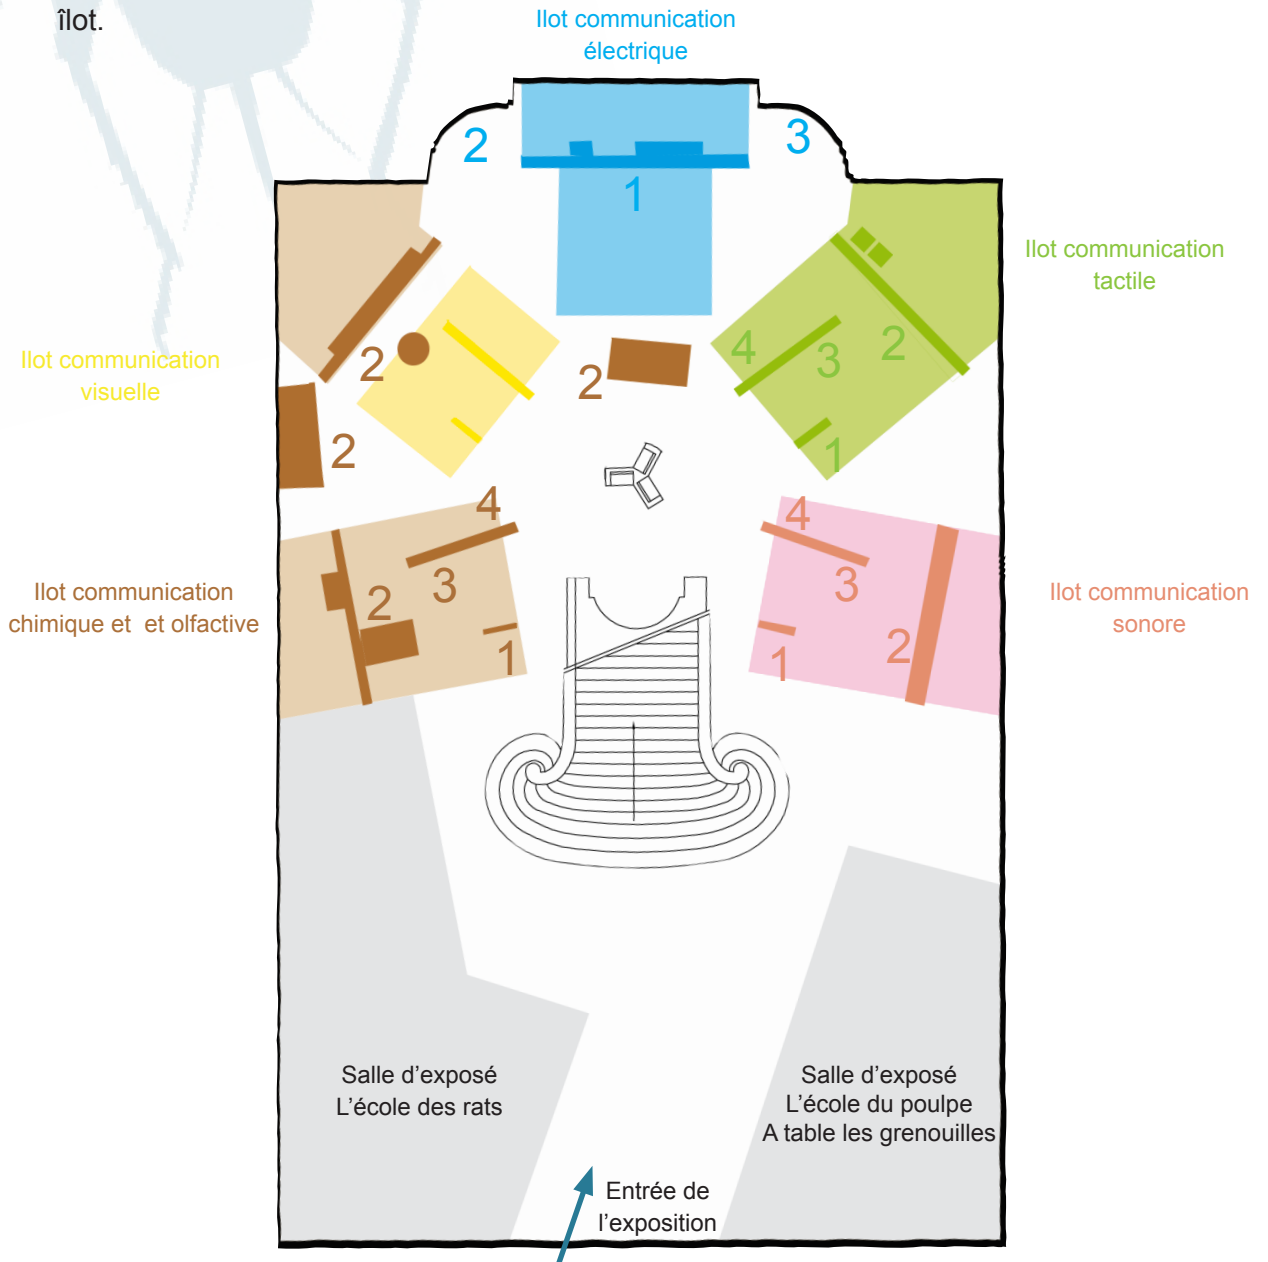 îlot.
Ilot communication
électrique
2
3
1
Ilot communication
tactile
4
3
2
1
Ilot communication
visuelle
2
2
2
Ilot communication
chimique et  et olfactive
4
3
2
1
4
3
2
1
Ilot communication
sonore
Salle d'exposé
L'école des rats
Salle d'exposé
L'école du poulpe
A table les grenouilles
Entrée de
l'exposition